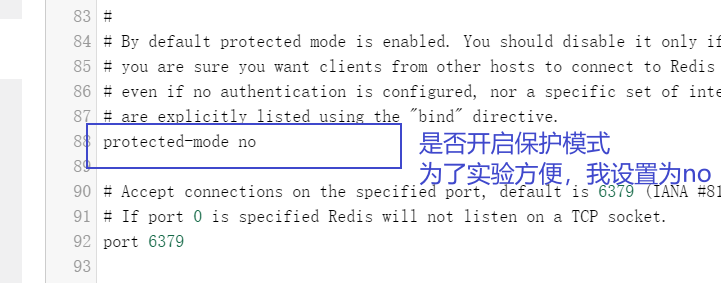 83 #
84 # By default protected mode is enabled. You should disable it only if
85 # you are sure you want clients from other hosts to connect to Redis
86 # even if no authentication is configured, nor a specific set of inte
87 # are explicitly listed using the "bind" directive.
88 protected-mode no
是否开启保护模式
89
为了实验方便，我设置为no
90 # Accept connections on the specified port, default is 6379 (IANA #81
91 # If port 0 is specified Redis will not listen on a TCP socket.
92 port 6379
93